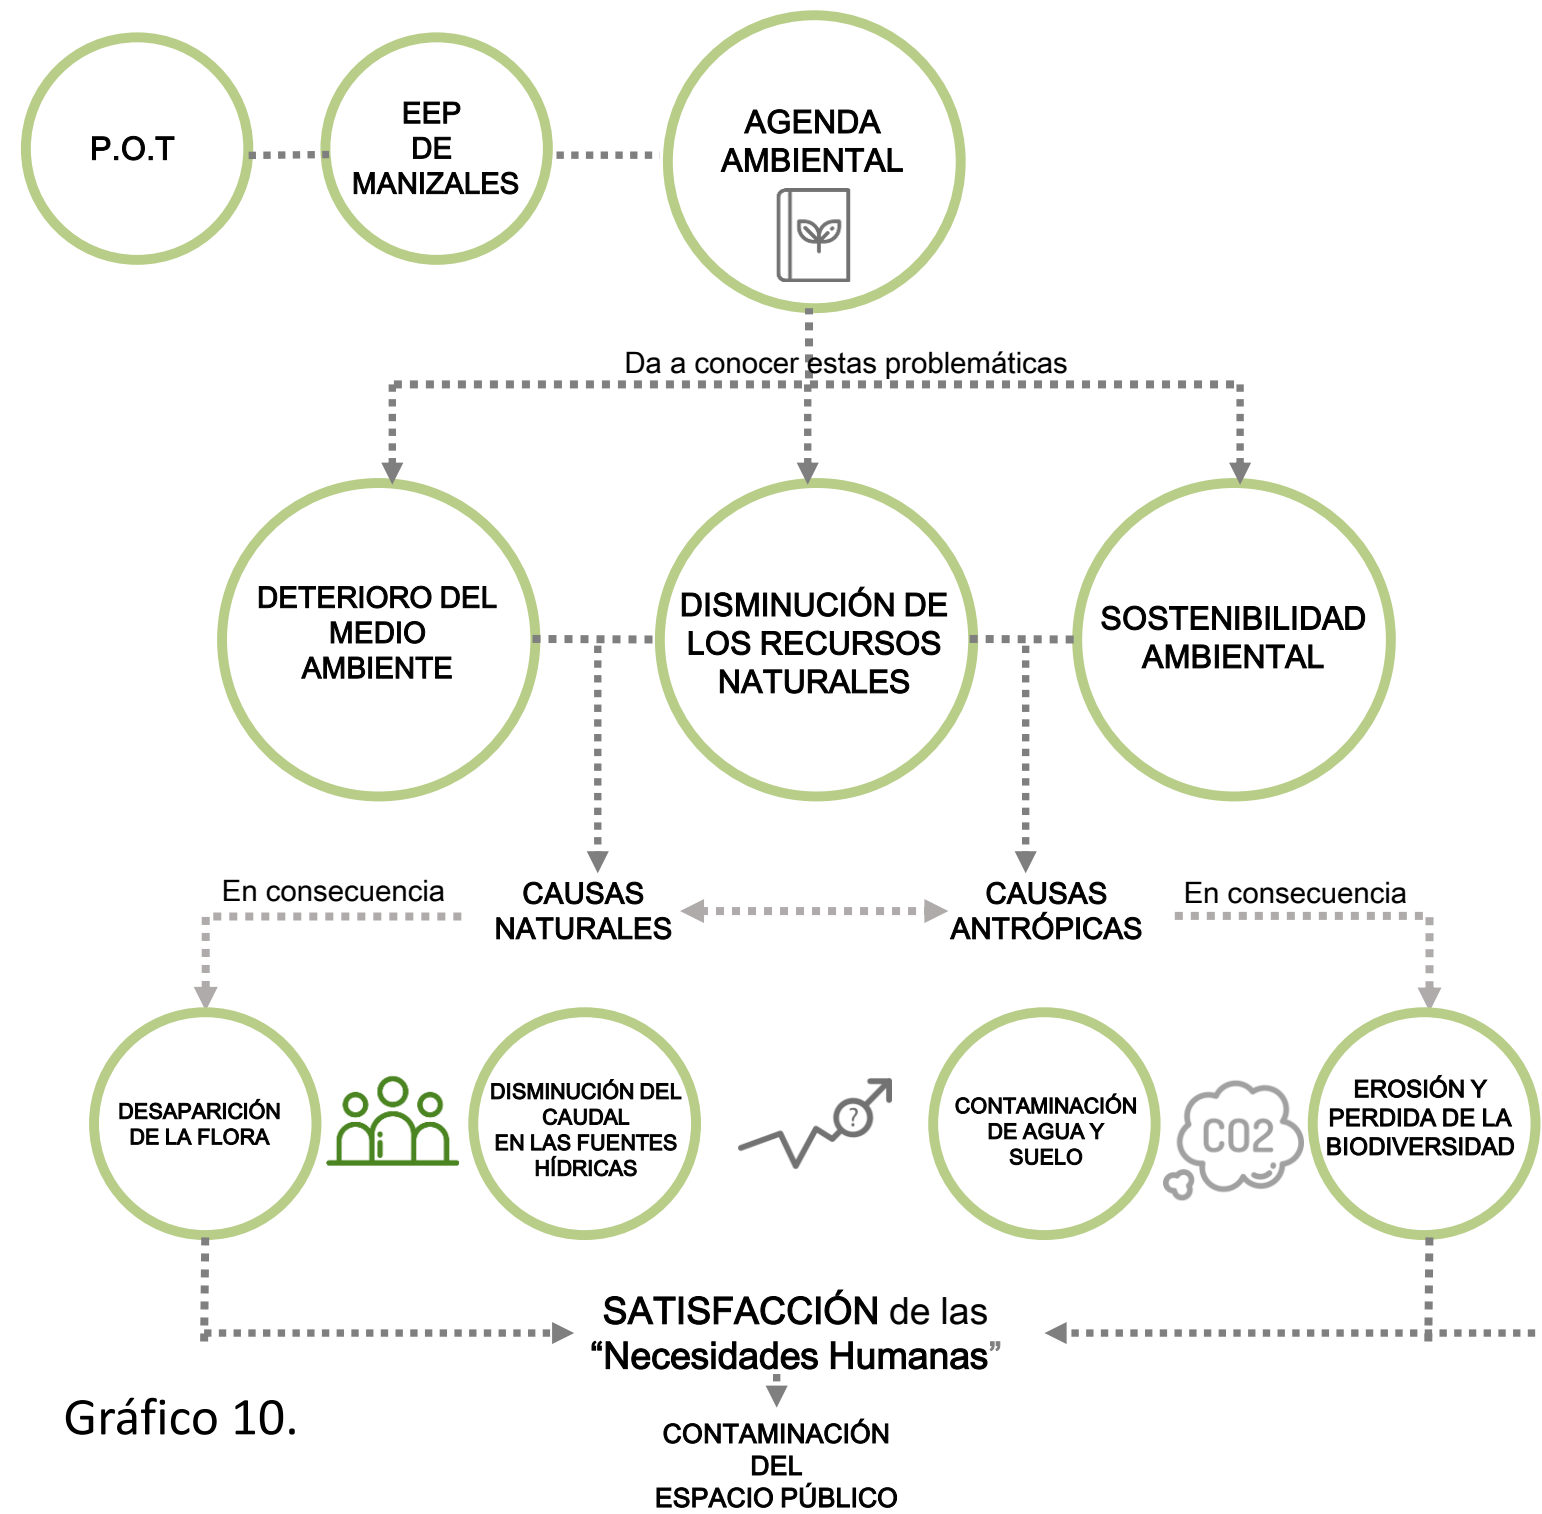 P.O.T
EEP
DE
MANIZALES
AGENDA
AMBIENTAL
Da a conocer estas problemáticas
DETERIORO DEL
MEDIO
AMBIENTE
DISMINUCIÓN DE
LOS RECURSOS
NATURALES
SOSTENIBILIDAD
AMBIENTAL
En consecuencia
CAUSAS
NATURALES
CAUSAS
ANTRÓPICAS
En consecuencia
DESAPARICIÓN
DE LA FLORA
DISMINUCIÓN DEL
CAUDAL
EN LAS FUENTES
HÍDRICAS
?
CONTAMINACIÓN
DE AGUA Y
SUELO
CO2
EROSIÓN Y
PERDIDA DE LA
BIODIVERSIDAD
SATISFACCIÓN de las
“Necesidades Humanas”
Gráfico 10.
CONTAMINACIÓN
DEL
ESPACIO PÚBLICO